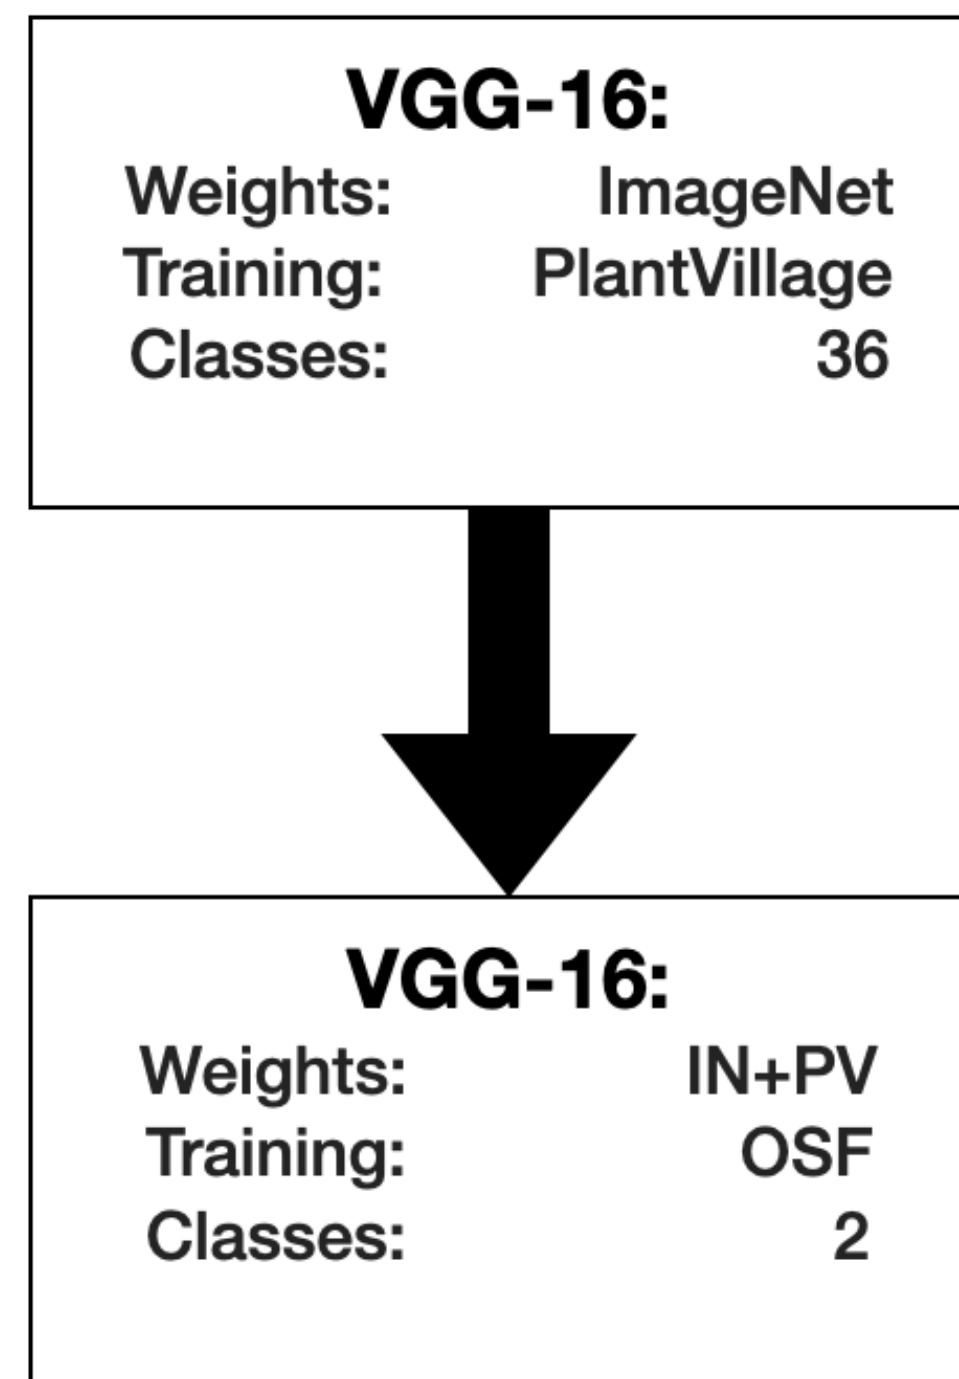 VGG-16:
Weights: ImageNet
Training: PlantVillage
Classes: 36
VGG-16:
Weights: IN+PV
Training: OSF
Classes: 2